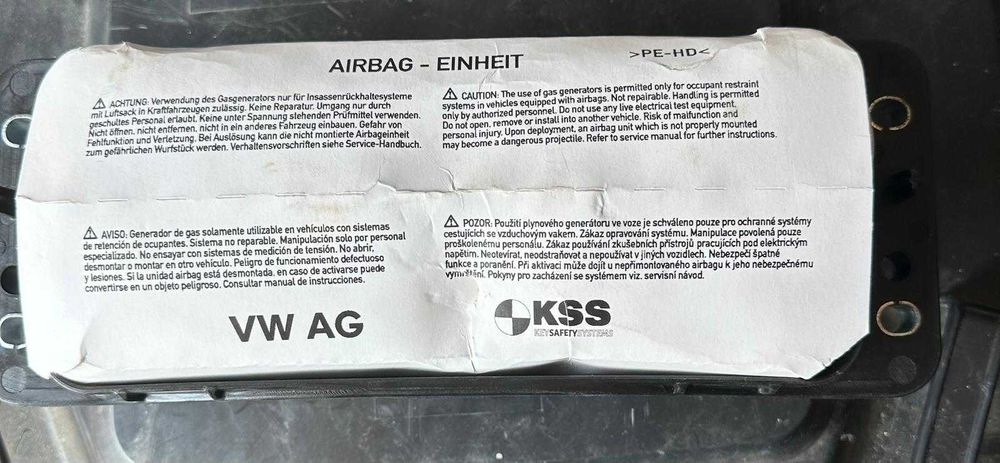 AIRBAG - EINHEIT
>PE-HD<
⚠ ACHTUNG: Verwendung des Gasgenerators nur für Insassenrückhaltesysteme
mit Luftsack in Kraftfahrzeugen zulässig. Keine Reparatur. Umgang nur durch
geschultes Personal erlaubt. Keine unter Spannung stehenden Prüfmittel verwenden.
Nicht öffnen, nicht entfernen, nicht in ein anderes Fahrzeug einbauen. Gefahr von
Fehlfunktion und Verletzung. Bei Auslösung kann die nicht montierte Airbageinheit
zum gefährlichen Wurfstück werden. Verhaltensvorschriften siehe Service-Handbuch.
⚠ CAUTION: The use of gas generators is permitted only for occupant restraint
systems in vehicles equipped with airbags. Not repairable. Handling is permitted
only by authorized personnel. Do not use any live electrical test equipment.
Do not open, remove or install into another vehicle. Risk of malfunction and
personal injury. Upon deployment, an airbag unit which is not properly mounted
may become a dangerous projectile. Refer to service manual for further instructions.
⚠ AVISO: Generador de gas solamente utilizable en vehículos con sistemas
de retención de ocupantes. Sistema no reparable. Manipulación solo por personal
especializado. No ensayar con sistemas de medición de tensión. No abrir,
desmontar o montar en otro vehículo. Peligro de funcionamiento defectuoso
y lesiones. Si la unidad airbag está desmontada, en caso de activarse puede
convertirse en un objeto peligroso. Consultar manual de instrucciones.
⚠ POZOR: Použití plynového generátoru ve voze je schváleno pouze pro ochranné systémy
cestujících se vzduchovým vakem. Zákaz opravování systému. Manipulace povolená pouze
proškolenému personálu. Zákaz používání zkušebních přístrojů pracujících pod elektrickým
napětím. Neotevírat, neodstraňovat a nepoužívat v jiných vozidlech. Nebezpečí špatné
funkce a poranění. Při aktivaci může dojít u nepřimontovaného airbagu k jeho nebezpečnému
vymrštění. Pokyny pro zacházení se systémem viz. servisní návod.
VW AG
KSS
KEYSAFETYSYSTEMS